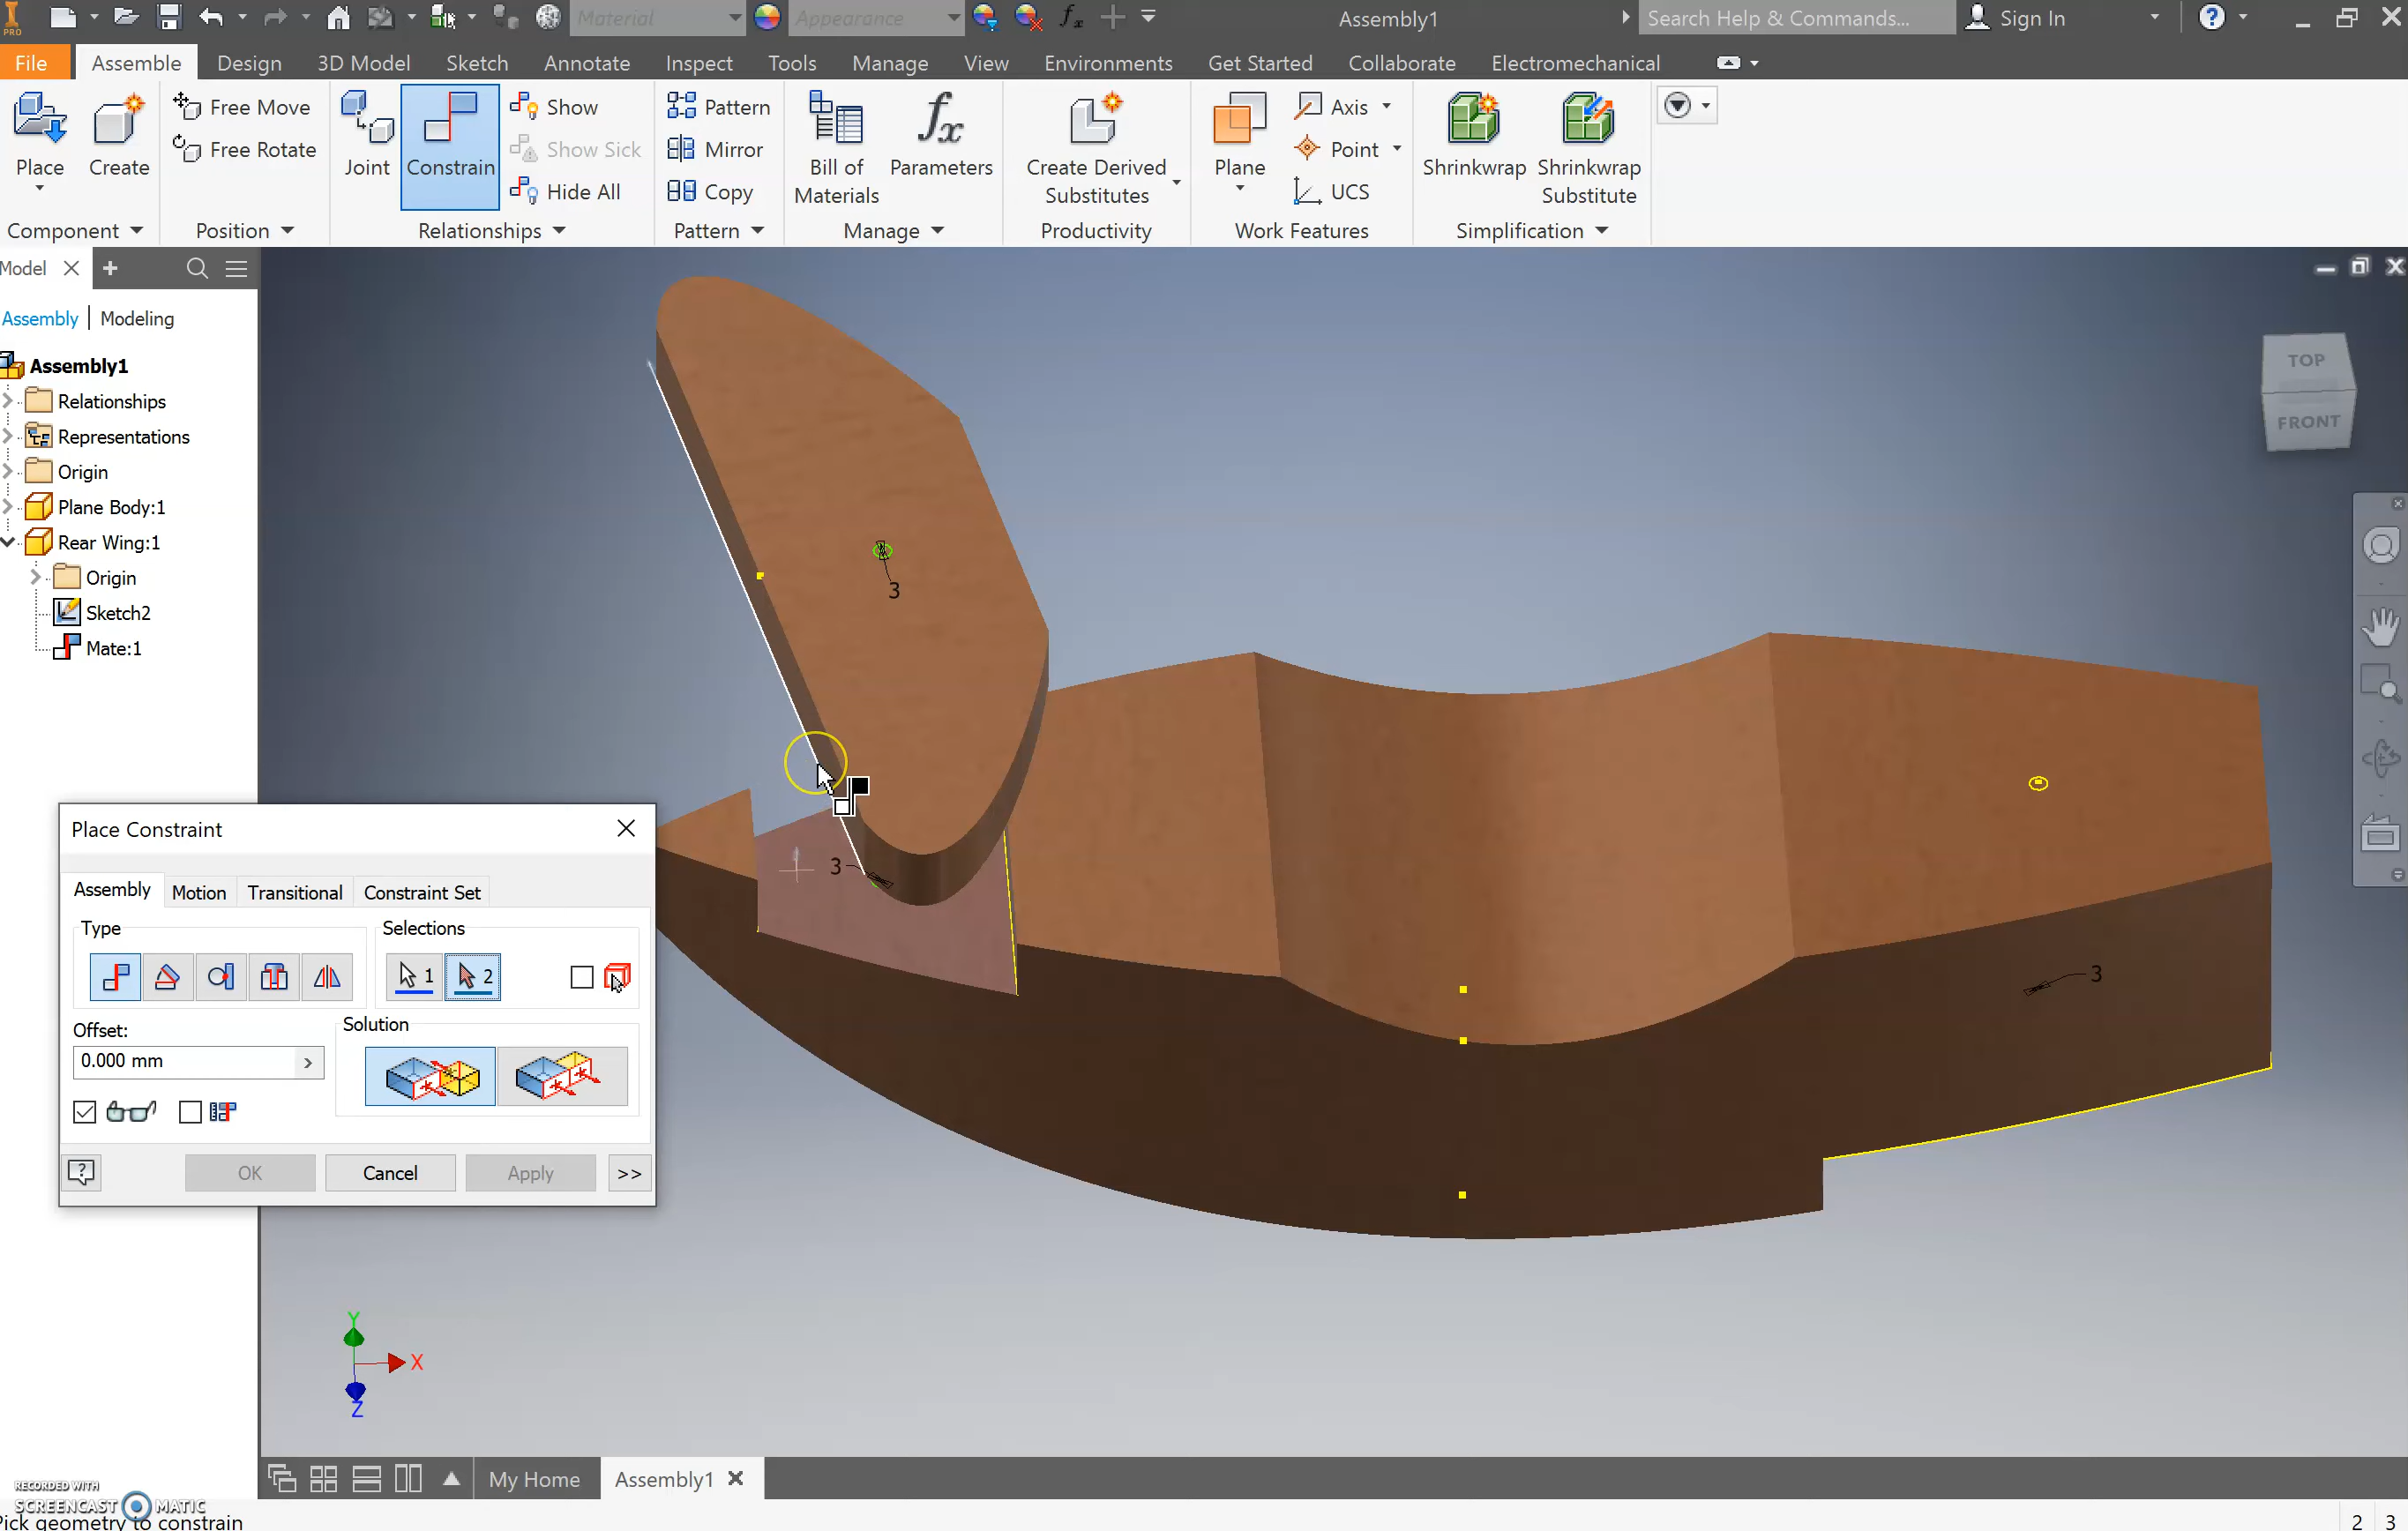 PRO
Material
Appearance
Assembly1
Search Help & Commands...
Sign In
File Assemble Design 3D Model Sketch Annotate Inspect Tools Manage View Environments Get Started Collaborate Electromechanical
Place
Create
Free Move
Free Rotate
Joint
Constrain
Show
Show Sick
Hide All
Pattern
Mirror
Copy
Bill of
Materials
Parameters
Create Derived
Substitutes
Plane
Axis
Point
UCS
Shrinkwrap
Shrinkwrap
Substitute
Component Position Relationships Pattern Manage Productivity Work Features Simplification
Model
Assembly | Modeling
Assembly1
Relationships
Representations
Origin
Plane Body:1
Rear Wing:1
Origin
Sketch2
Mate:1
TOP
FRONT
3
3
3
Place Constraint
Assembly Motion Transitional Constraint Set
Type
Selections
1
2
Offset:
0.000 mm
Solution
OK
Cancel
Apply
>>
Y
X
Z
My Home
Assembly1
RECORDED WITH
SCREENCAST MATIC
Pick geometry to constrain
2 3